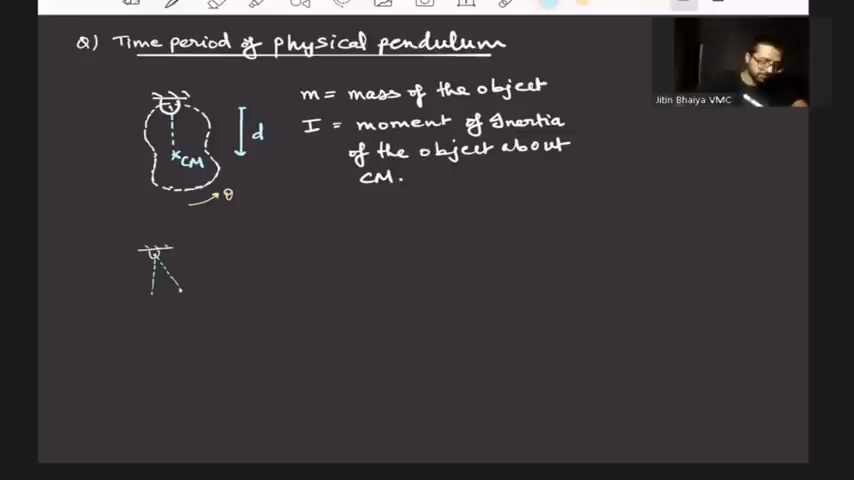 Q) Time period of physical pendulum
m = mass of the object
I = moment of Inertia
of the object about
CM.
d
CM
θ
Jitin Bhaiya VMC